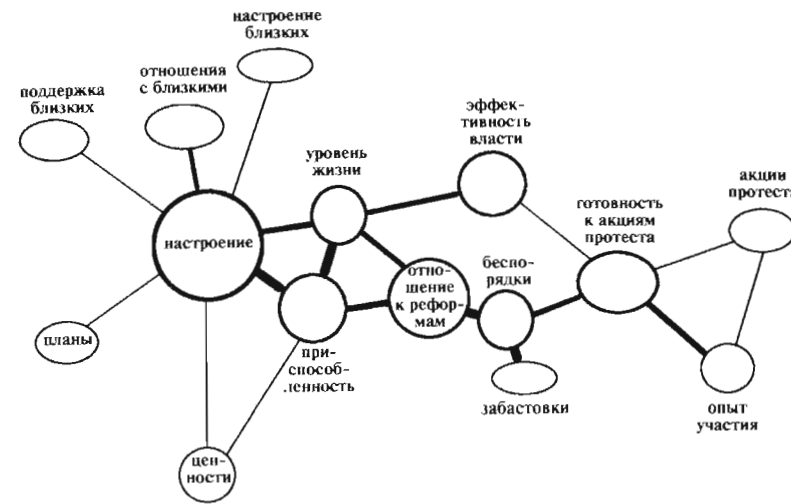 настроение
близких
отношения
с близкими
поддержка
близких
эффек-
тивность
власти
уровень
жизни
акции
протеста
готовность
к акциям
протеста
настроение
отно-
шение
к рефор-
мам
беспо-
рядки
планы
при-
способ-
ленность
забастовки
опыт
участия
цен-
ности